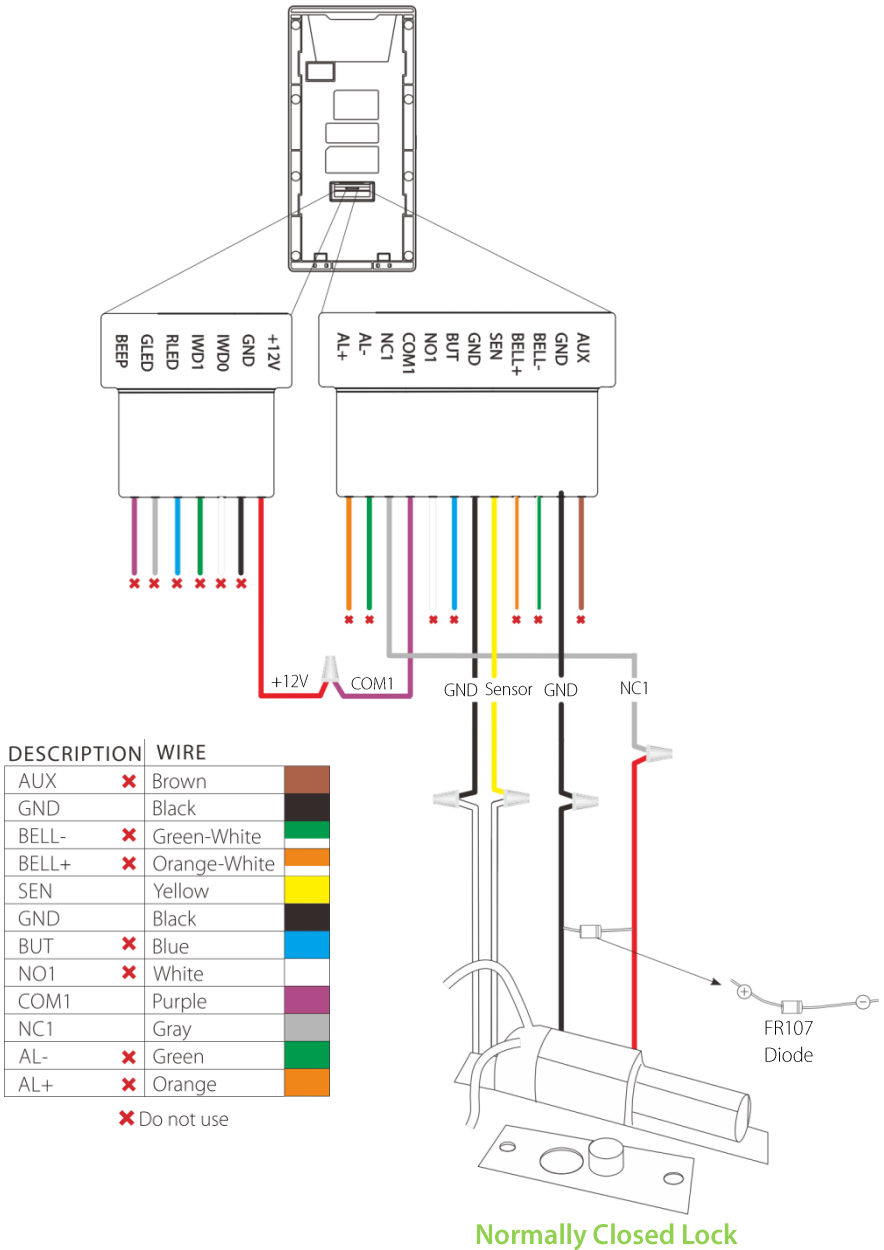 BEEP GLED RLED IWD1 IWD0 GND +12V
AL+ AL- NC1 COM1 NO1 BUT GND SEN BELL+ BELL- GND AUX
+12V COM1 GND Sensor GND NC1
DESCRIPTION WIRE
AUX Brown
GND Black
BELL- Green-White
BELL+ Orange-White
SEN Yellow
GND Black
BUT Blue
NO1 White
COM1 Purple
NC1 Gray
AL- Green
AL+ Orange
Do not use
+ −
FR107
Diode
Normally Closed Lock